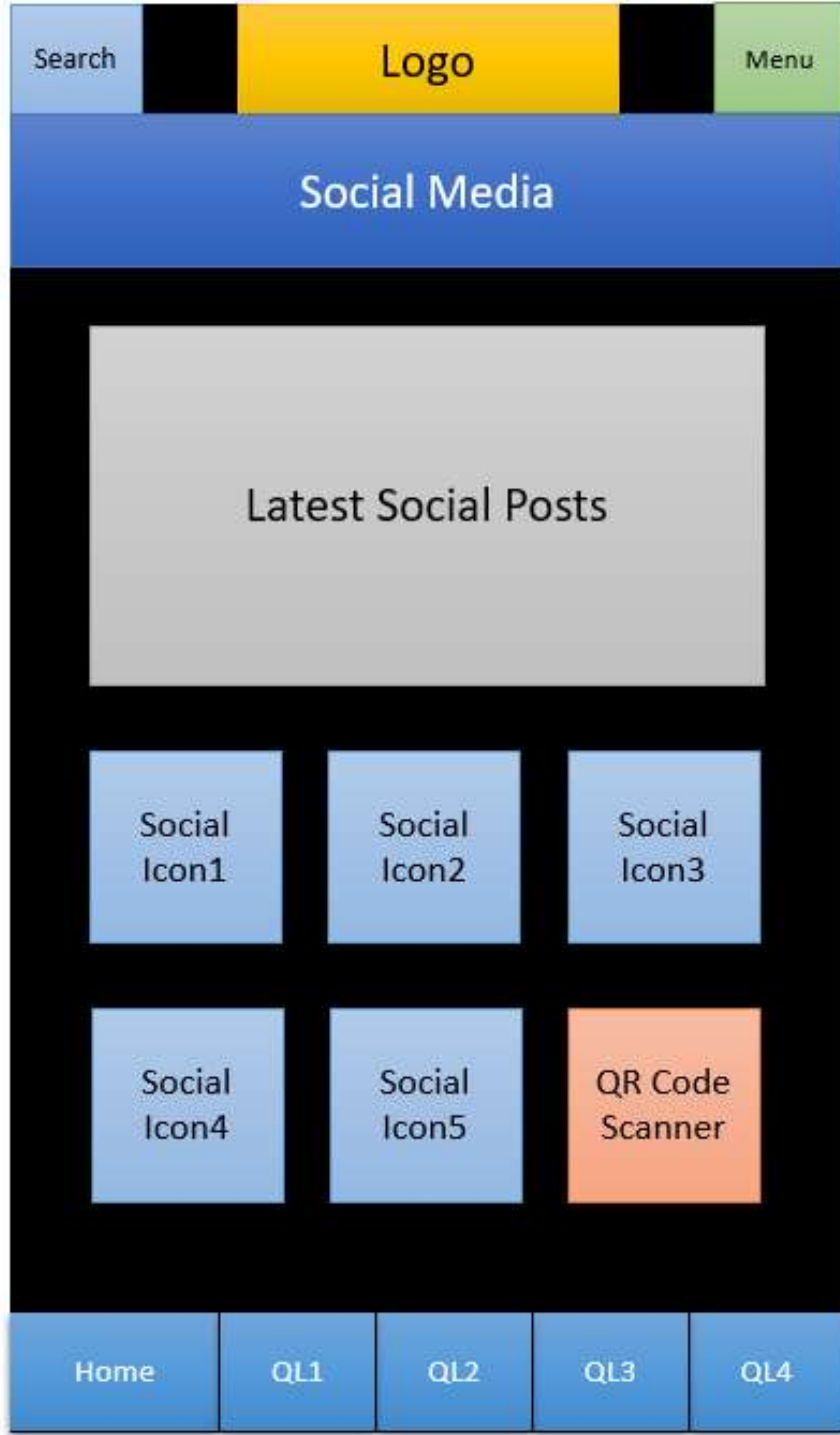 Search
Logo
Menu
Social Media
Latest Social Posts
Social
Icon1
Social
Icon2
Social
Icon3
Social
Icon4
Social
Icon5
QR Code
Scanner
Home
QL1
QL2
QL3
QL4